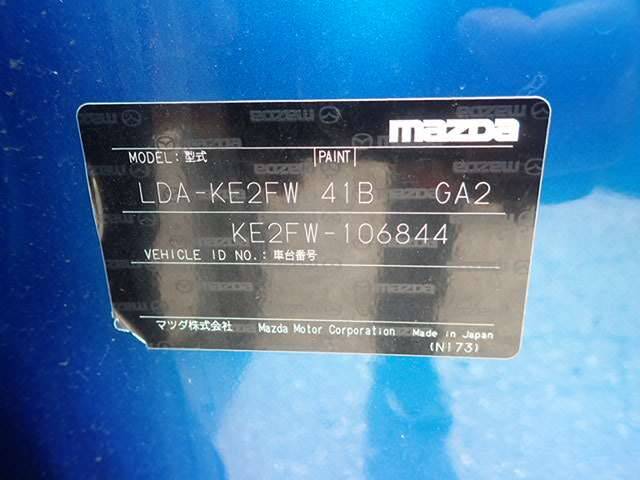 mazda
MODEL: 型式 PAINT
LDA-KE2FW 41B GA2
KE2FW-106844
VEHICLE ID NO.: 車台番号
マツダ株式会社 Mazda Motor Corporation Made in Japan
(N173)